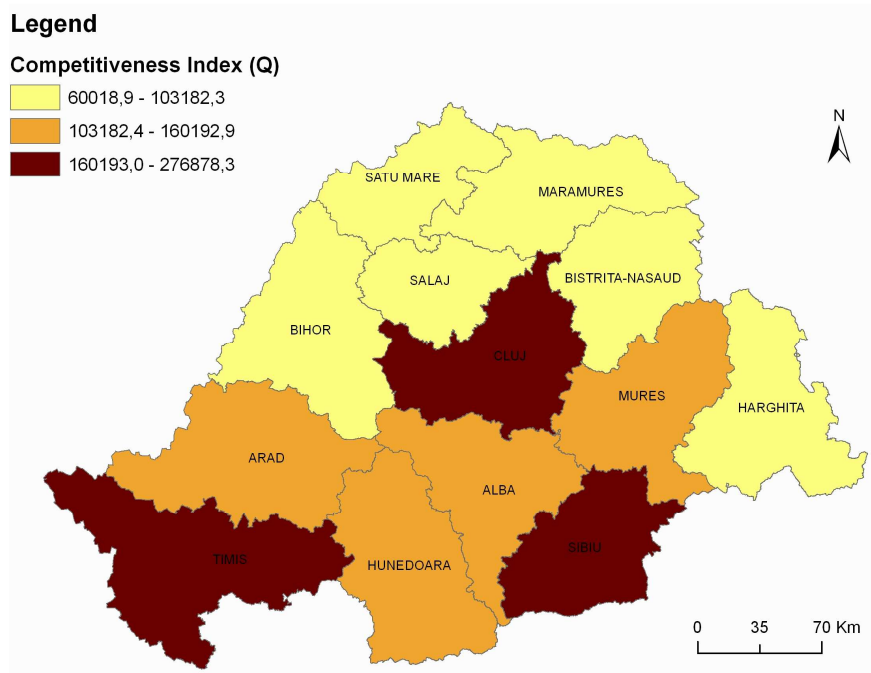 Legend
Competitiveness Index (Q)
60018,9 - 103182,3
103182,4 - 160192,9
160193,0 - 276878,3
N
SATU MARE
MARAMURES
SALAJ
BISTRITA-NASAUD
BIHOR
CLUJ
MURES
HARGHITA
ARAD
ALBA
SIBIU
TIMIS
HUNEDOARA
0 35 70 Km